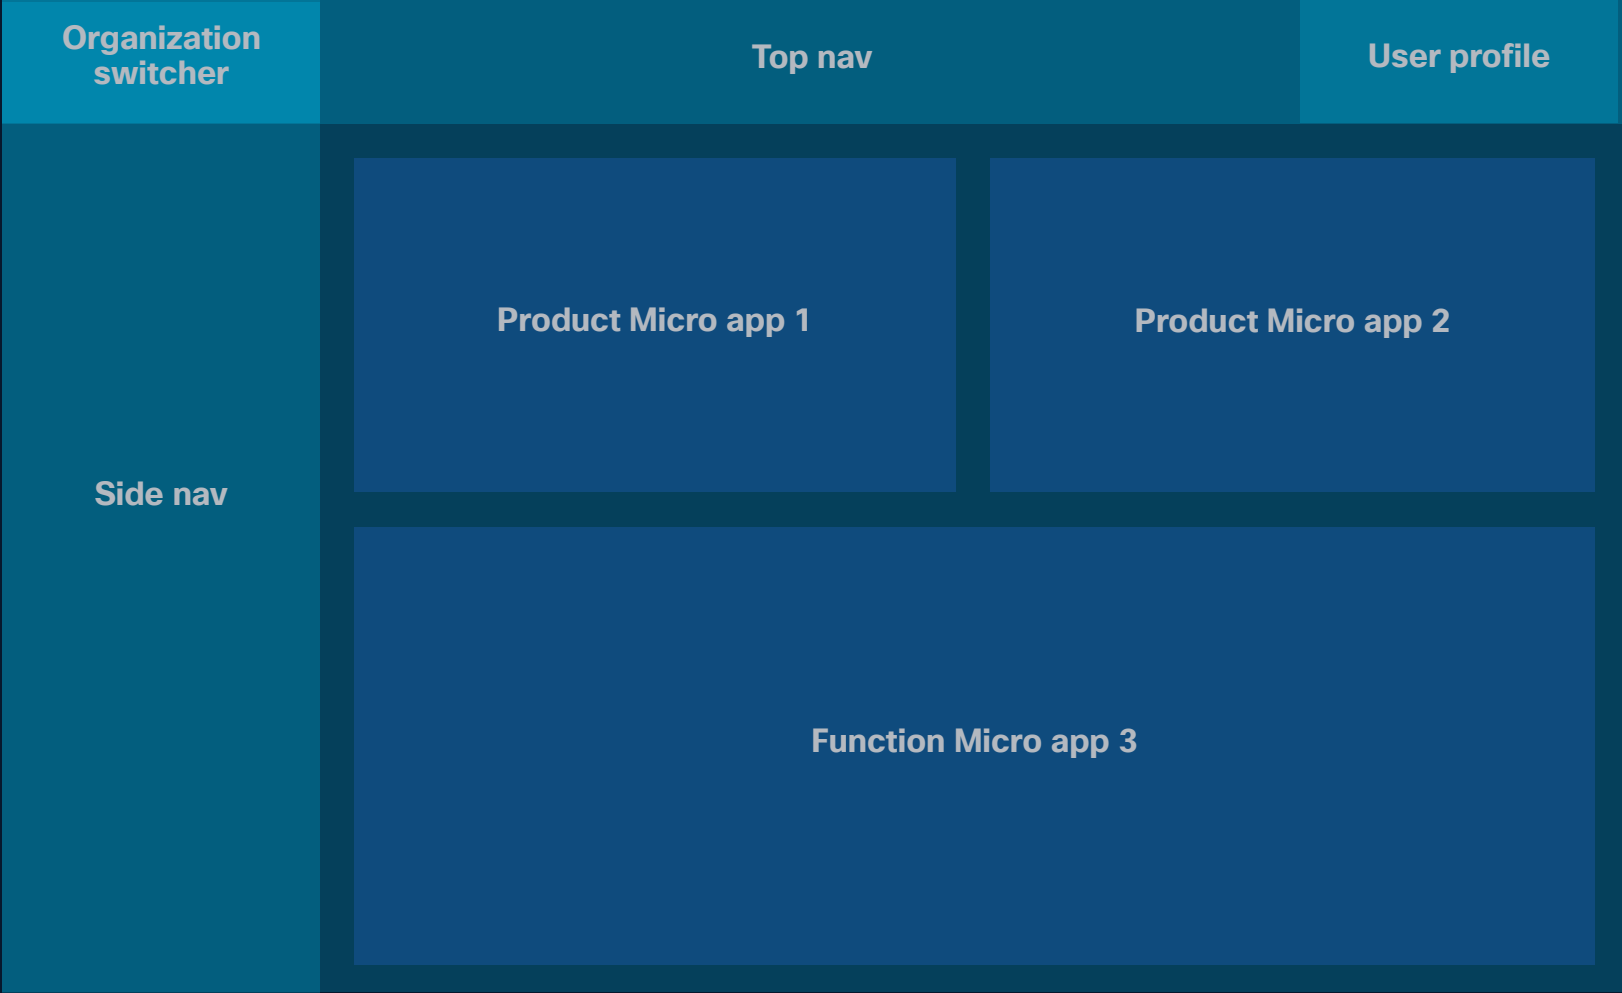 Organization
switcher
Top nav
User profile
Side nav
Product Micro app 1
Product Micro app 2
Function Micro app 3